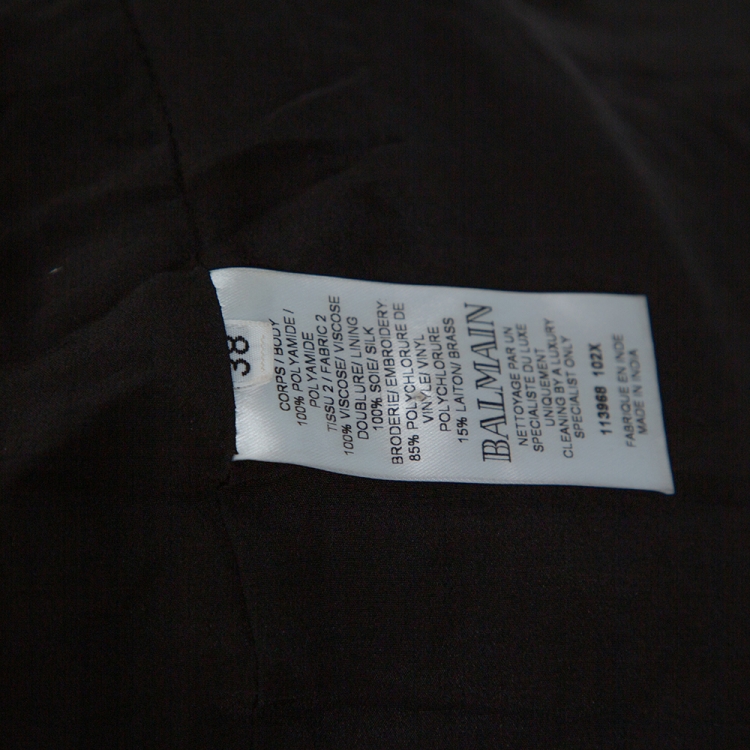 38
CORPS / BODY
100% POLYAMIDE /
POLYAMIDE
TISSU 2 / FABRIC 2
100% VISCOSE/ VISCOSE
DOUBLURE/ LINING
100% SOIE/ SILK
BRODERIE/ EMBROIDERY
85% POLYCHLORURE DE
VINYLE/ VINYL
POLYCHLORURE
15% LAITON/ BRASS
BALMAIN
NETTOYAGE PAR UN
SPECIALISTE DU LUXE
UNIQUEMENT
CLEANING BY A LUXURY
SPECIALIST ONLY
113968 102X
FABRIQUE EN INDE
MADE IN INDIA